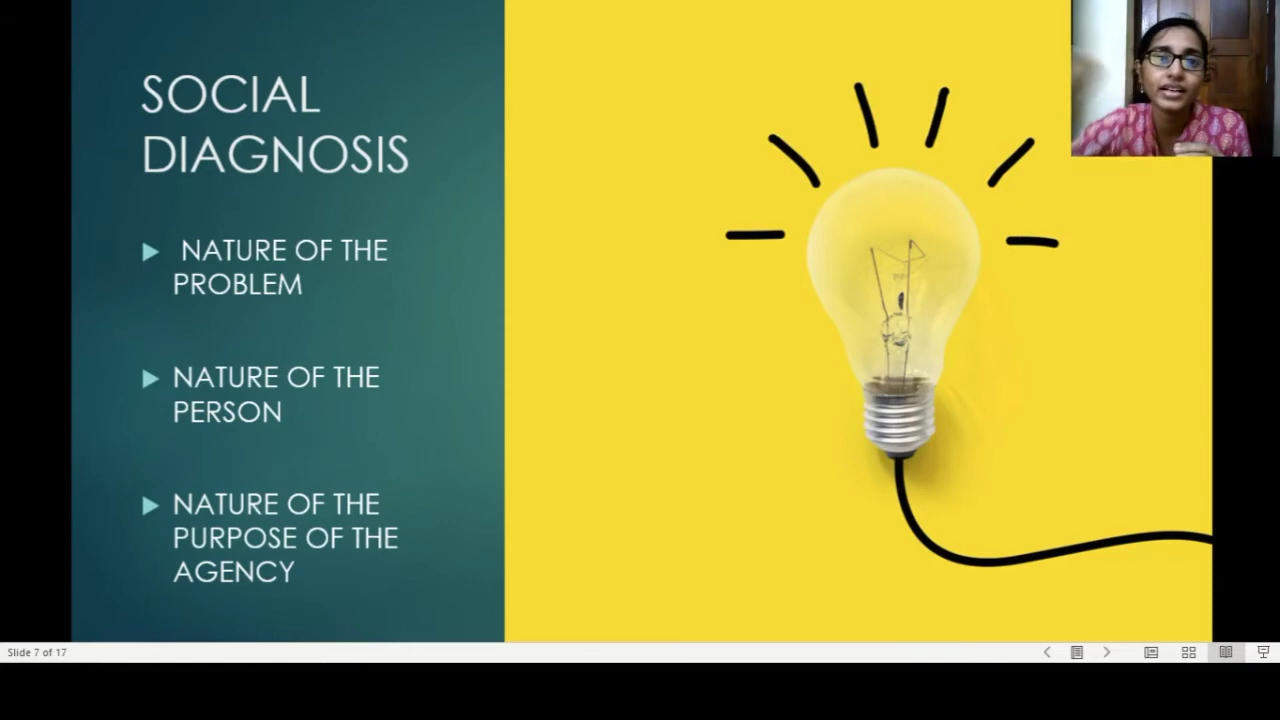 SOCIAL
DIAGNOSIS
NATURE OF THE
PROBLEM
NATURE OF THE
PERSON
NATURE OF THE
PURPOSE OF THE
AGENCY
Slide 7 of 17